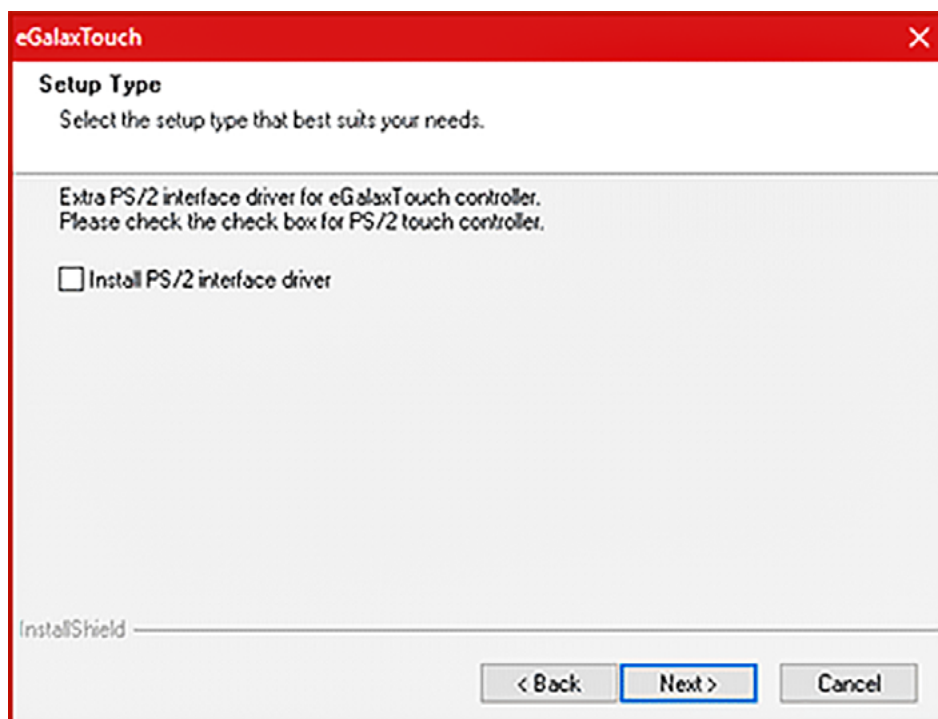 eGalaxTouch
Setup Type
Select the setup type that best suits your needs.
Extra PS/2 interface driver for eGalaxTouch controller.
Please check the check box for PS/2 touch controller.
Install PS/2 interface driver
InstallShield
< Back
Next >
Cancel